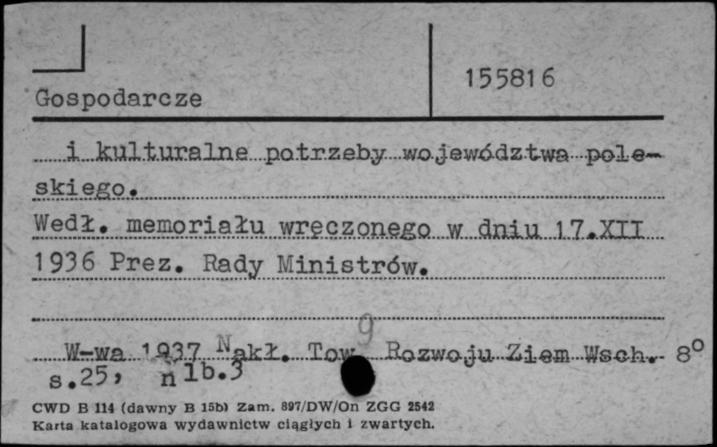 155816
Gospodarcze
i kulturalne potrzeby województwa pole-
skiego.
Wedł. memoriału wręczonego w dniu 17.XII
1936 Prez. Rady Ministrów.
9
W-wa 1937 Nakł. Tow. Rozwoju Ziem Wsch. 8°
s.25, nlb.3
CWD B 114 (dawny B 15b) Zam. 897/DW/On ZGG 2542
Karta katalogowa wydawnictw ciągłych i zwartych.